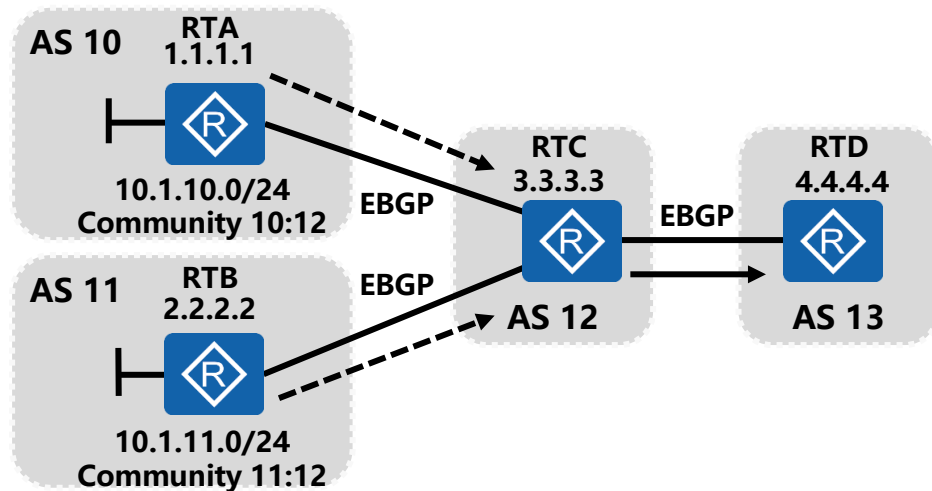 AS 10
RTA
1.1.1.1
R
10.1.10.0/24
Community 10:12
EBGP
AS 11
RTB
2.2.2.2
R
10.1.11.0/24
Community 11:12
EBGP
RTC
3.3.3.3
R
AS 12
EBGP
RTD
4.4.4.4
R
AS 13